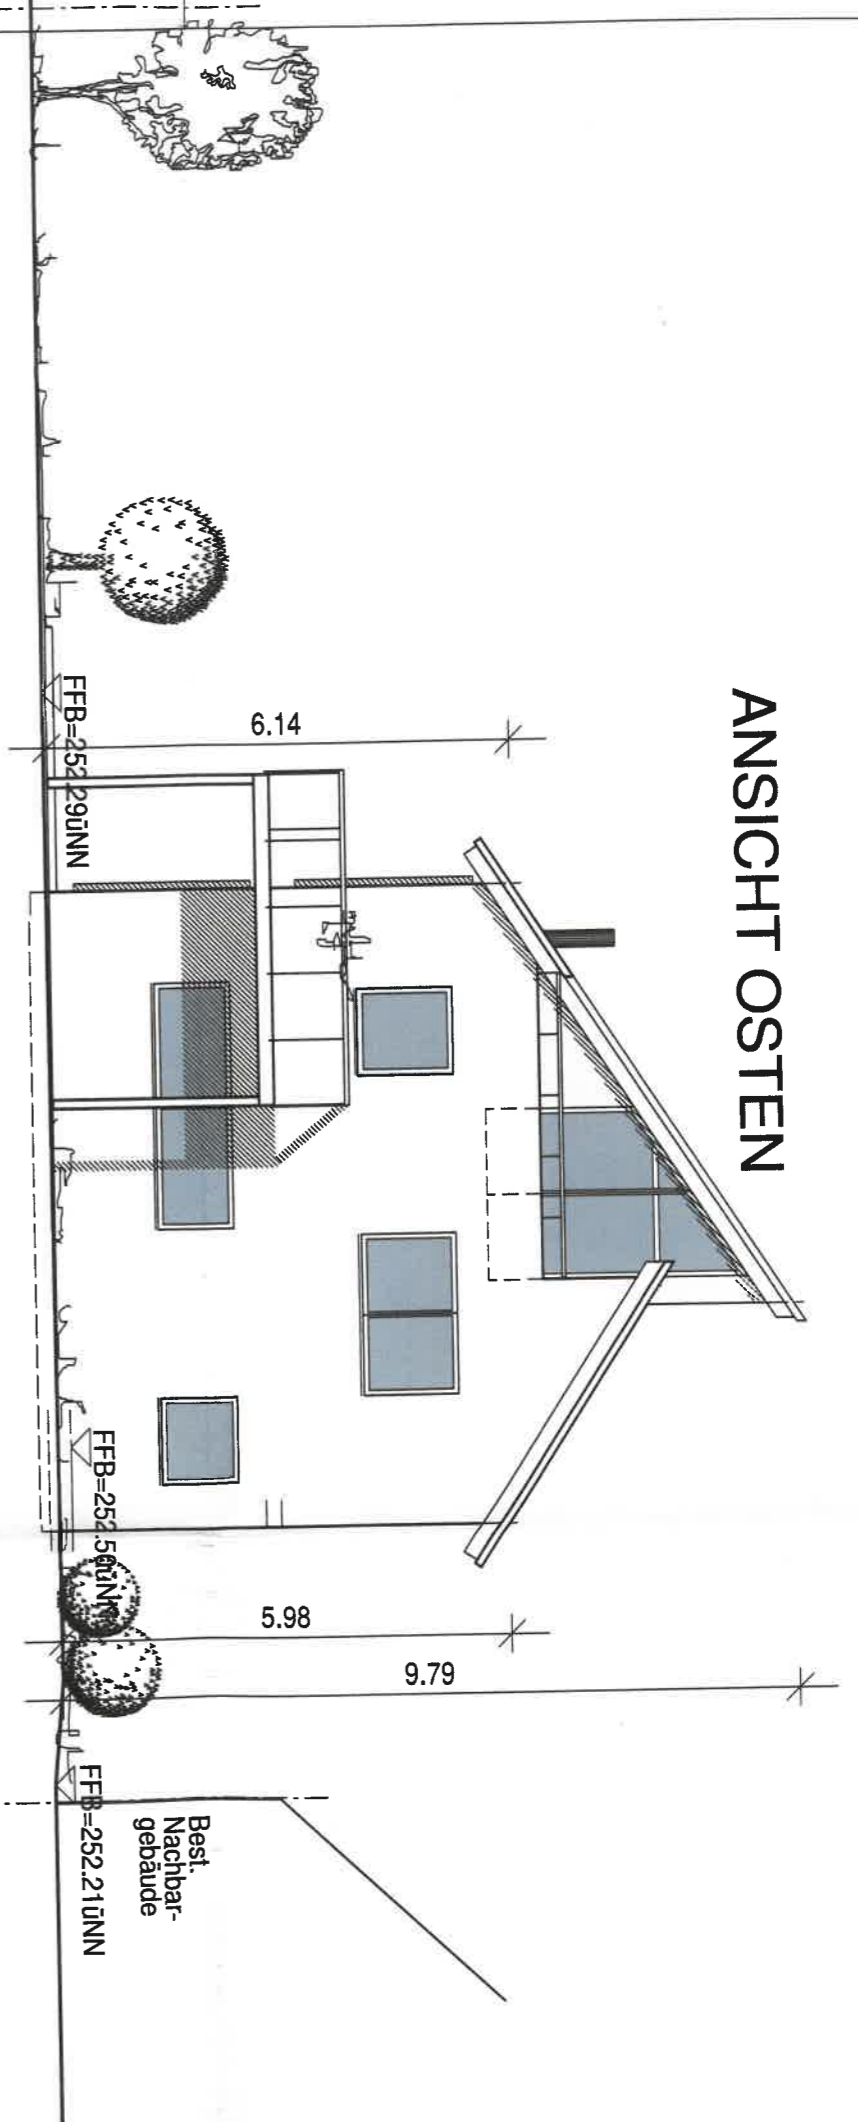 ANSICHT OSTEN
6.14
FFB=252.29üNN
FFB=252.50üNN
5.98
9.79
FFB=252.21üNN
Best.
Nachbar-
gebäude